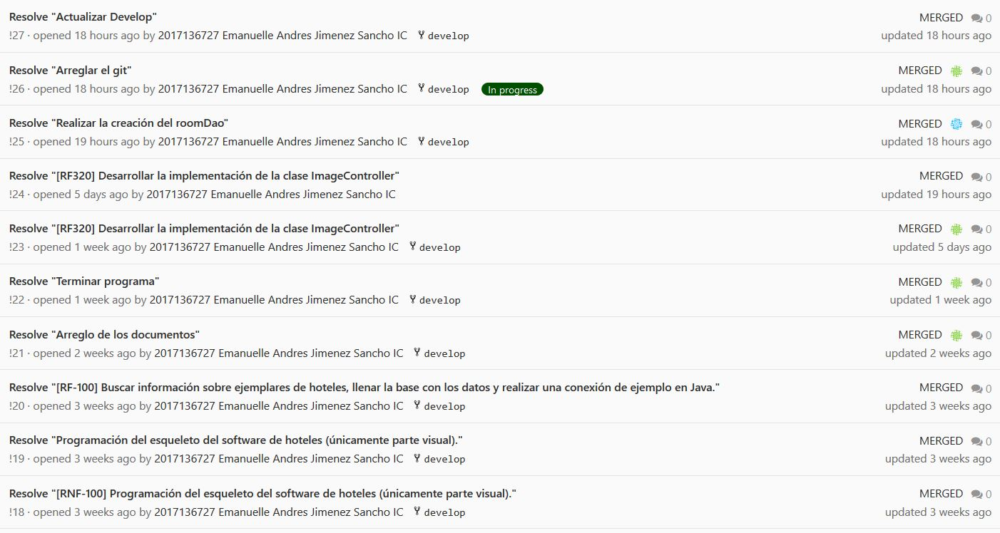 Resolve "Actualizar Develop"
MERGED 0
!27 · opened 18 hours ago by 2017136727 Emanuelle Andres Jimenez Sancho IC develop
updated 18 hours ago
Resolve "Arreglar el git"
MERGED 0
!26 · opened 18 hours ago by 2017136727 Emanuelle Andres Jimenez Sancho IC develop In progress
updated 18 hours ago
Resolve "Realizar la creación del roomDao"
MERGED 0
!25 · opened 19 hours ago by 2017136727 Emanuelle Andres Jimenez Sancho IC develop
updated 18 hours ago
Resolve "[RF320] Desarrollar la implementación de la clase ImageController"
MERGED 0
!24 · opened 5 days ago by 2017136727 Emanuelle Andres Jimenez Sancho IC
updated 19 hours ago
Resolve "[RF320] Desarrollar la implementación de la clase ImageController"
MERGED 0
!23 · opened 1 week ago by 2017136727 Emanuelle Andres Jimenez Sancho IC develop
updated 5 days ago
Resolve "Terminar programa"
MERGED 0
!22 · opened 1 week ago by 2017136727 Emanuelle Andres Jimenez Sancho IC develop
updated 1 week ago
Resolve "Arreglo de los documentos"
MERGED 0
!21 · opened 2 weeks ago by 2017136727 Emanuelle Andres Jimenez Sancho IC develop
updated 2 weeks ago
Resolve "[RF-100] Buscar información sobre ejemplares de hoteles, llenar la base con los datos y realizar una conexión de ejemplo en Java."
MERGED 0
!20 · opened 3 weeks ago by 2017136727 Emanuelle Andres Jimenez Sancho IC develop
updated 3 weeks ago
Resolve "Programación del esqueleto del software de hoteles (únicamente parte visual)."
MERGED 0
!19 · opened 3 weeks ago by 2017136727 Emanuelle Andres Jimenez Sancho IC develop
updated 3 weeks ago
Resolve "[RNF-100] Programación del esqueleto del software de hoteles (únicamente parte visual)."
MERGED 0
!18 · opened 3 weeks ago by 2017136727 Emanuelle Andres Jimenez Sancho IC develop
updated 3 weeks ago